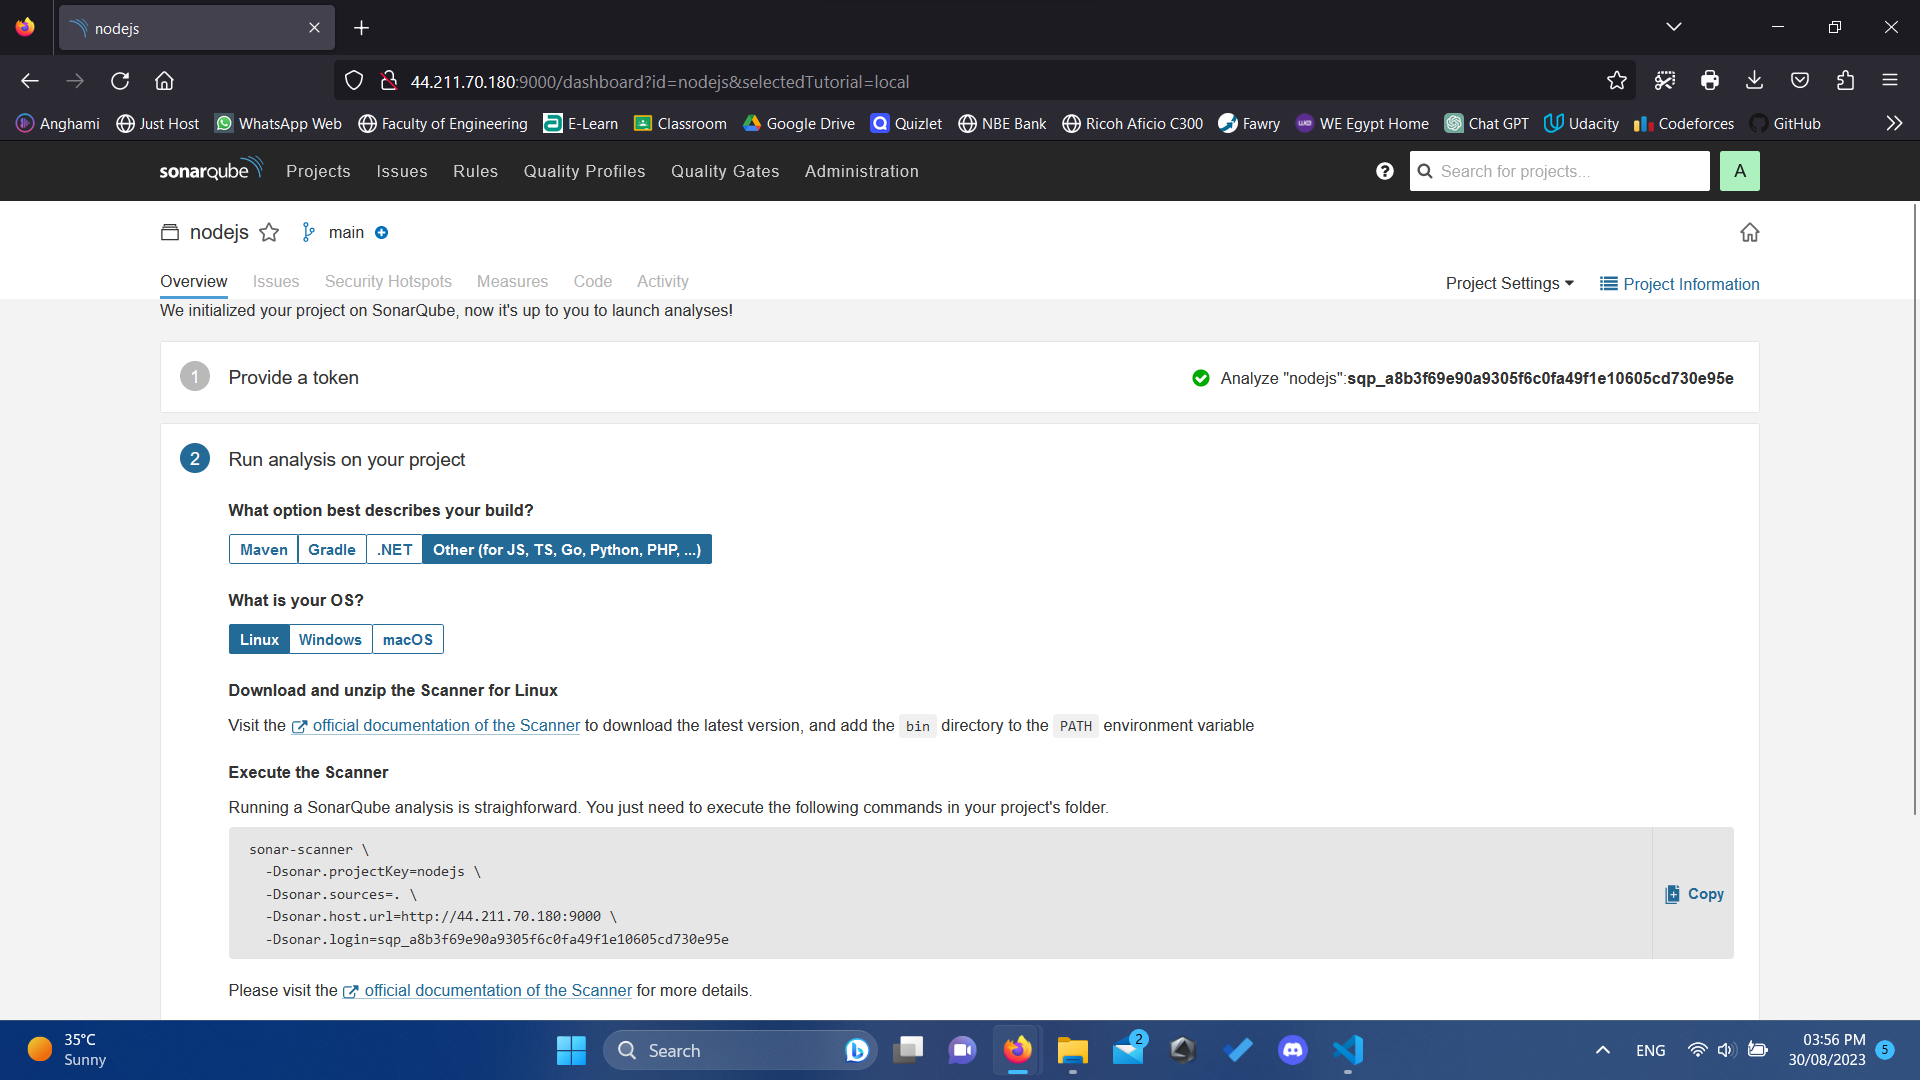 nodejs
44.211.70.180:9000/dashboard?id=nodejs&selectedTutorial=local
Anghami Just Host WhatsApp Web Faculty of Engineering E-Learn Classroom Google Drive Quizlet NBE Bank Ricoh Aficio C300 Fawry WE Egypt Home Chat GPT Udacity Codeforces GitHub
sonarqube Projects Issues Rules Quality Profiles Quality Gates Administration Search for projects... A
nodejs main
Overview Issues Security Hotspots Measures Code Activity Project Settings Project Information
We initialized your project on SonarQube, now it's up to you to launch analyses!
1 Provide a token Analyze "nodejs":sqp_a8b3f69e90a9305f6c0fa49f1e10605cd730e95e
2 Run analysis on your project
What option best describes your build?
Maven Gradle .NET Other (for JS, TS, Go, Python, PHP, ...)
What is your OS?
Linux Windows macOS
Download and unzip the Scanner for Linux
Visit the official documentation of the Scanner to download the latest version, and add the bin directory to the PATH environment variable
Execute the Scanner
Running a SonarQube analysis is straighforward. You just need to execute the following commands in your project's folder.
sonar-scanner \
-Dsonar.projectKey=nodejs \
-Dsonar.sources=. \
-Dsonar.host.url=http://44.211.70.180:9000 \
-Dsonar.login=sqp_a8b3f69e90a9305f6c0fa49f1e10605cd730e95e
Copy
Please visit the official documentation of the Scanner for more details.
35°C
Sunny
Search
2
ENG
03:56 PM
30/08/2023
5